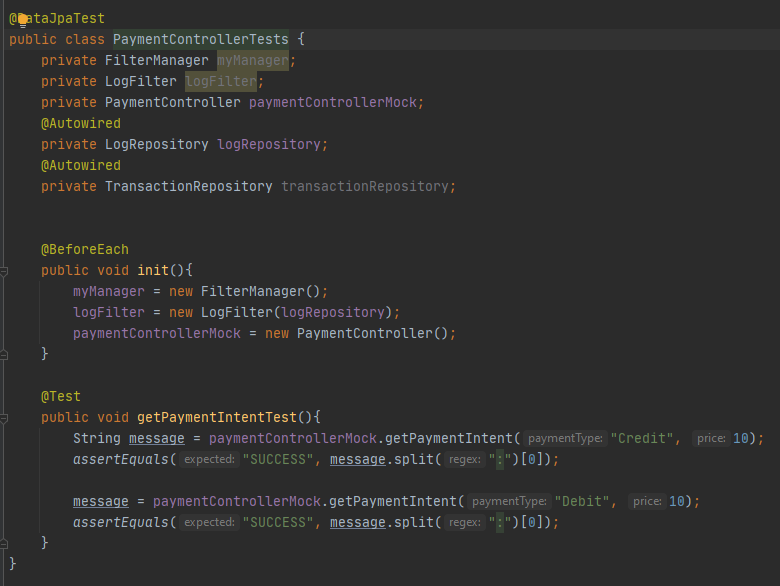 @DataJpaTest
public class PaymentControllerTests {
    private FilterManager myManager;
    private LogFilter logFilter;
    private PaymentController paymentControllerMock;
    @Autowired
    private LogRepository logRepository;
    @Autowired
    private TransactionRepository transactionRepository;
    @BeforeEach
    public void init(){
        myManager = new FilterManager();
        logFilter = new LogFilter(logRepository);
        paymentControllerMock = new PaymentController();
    }
    @Test
    public void getPaymentIntentTest(){
        String message = paymentControllerMock.getPaymentIntent( paymentType: "Credit", price: 10);
        assertEquals( expected: "SUCCESS", message.split( regex: ":")[0]);
        message = paymentControllerMock.getPaymentIntent( paymentType: "Debit", price: 10);
        assertEquals( expected: "SUCCESS", message.split( regex: ":")[0]);
    }
}